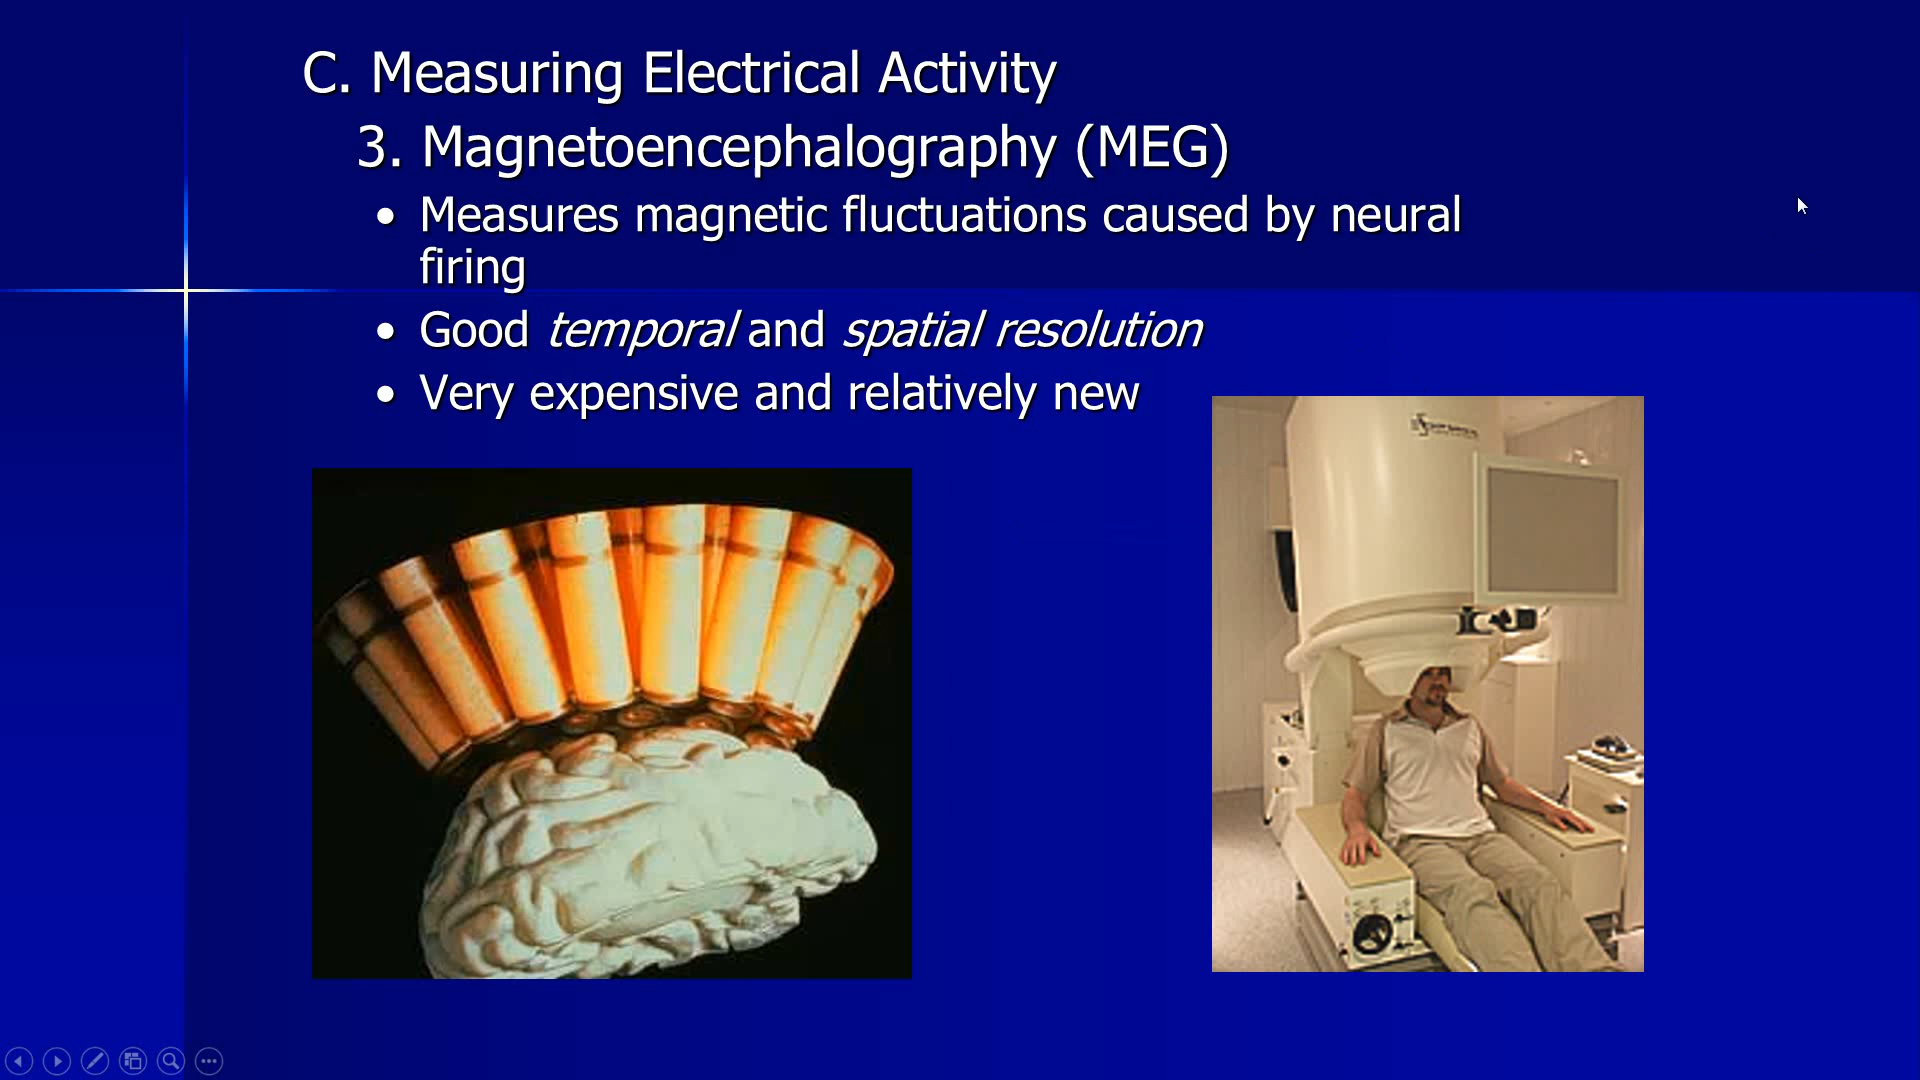 C. Measuring Electrical Activity
3. Magnetoencephalography (MEG)
• Measures magnetic fluctuations caused by neural
firing
• Good temporal and spatial resolution
• Very expensive and relatively new